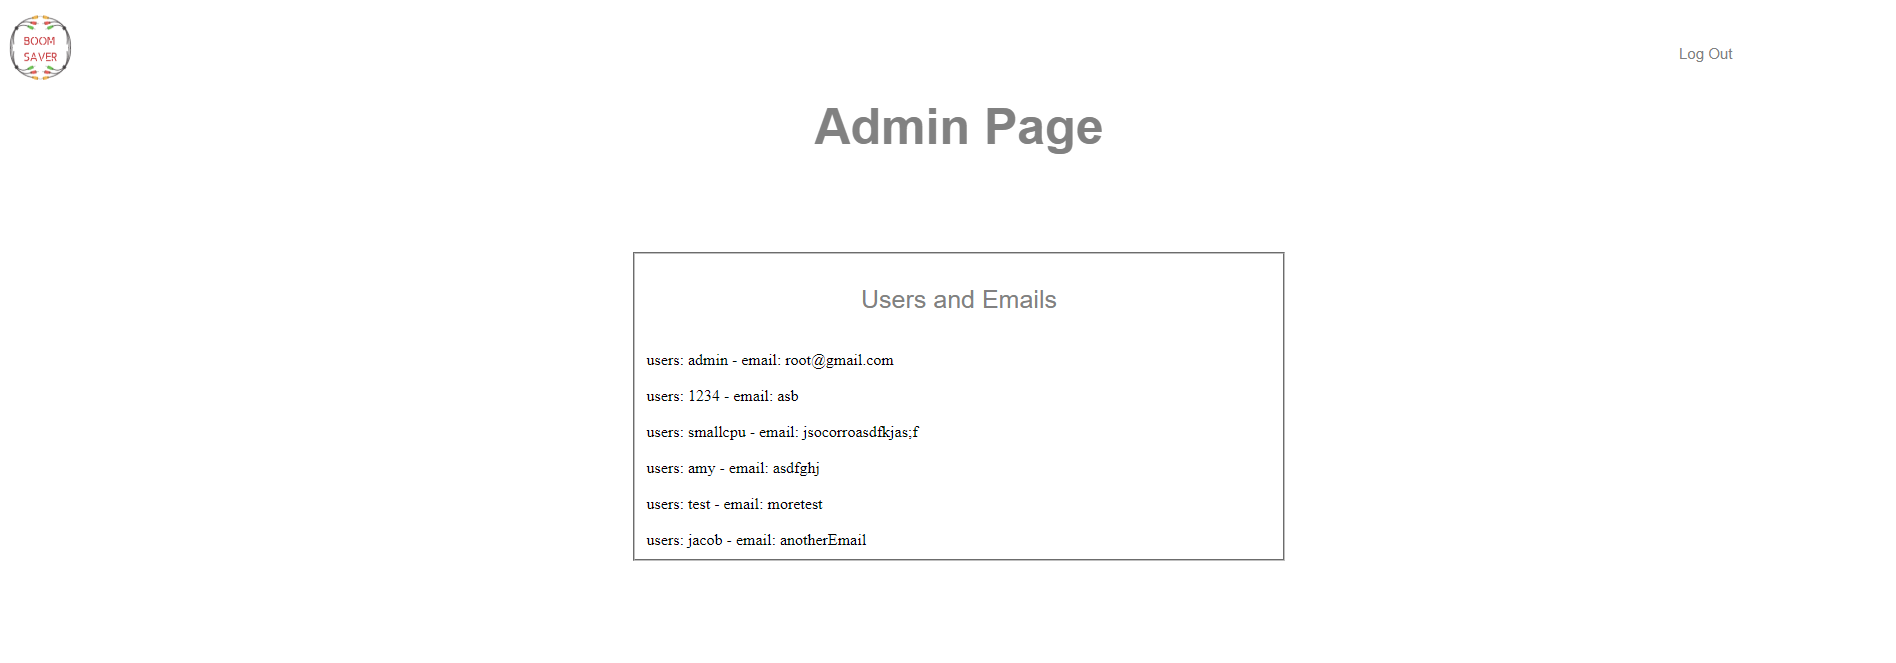 BOOM
SAVER
Log Out
Admin Page
Users and Emails
users: admin - email: root@gmail.com
users: 1234 - email: asb
users: smallcpu - email: jsocorroasdfkjas;f
users: amy - email: asdfghj
users: test - email: moretest
users: jacob - email: anotherEmail